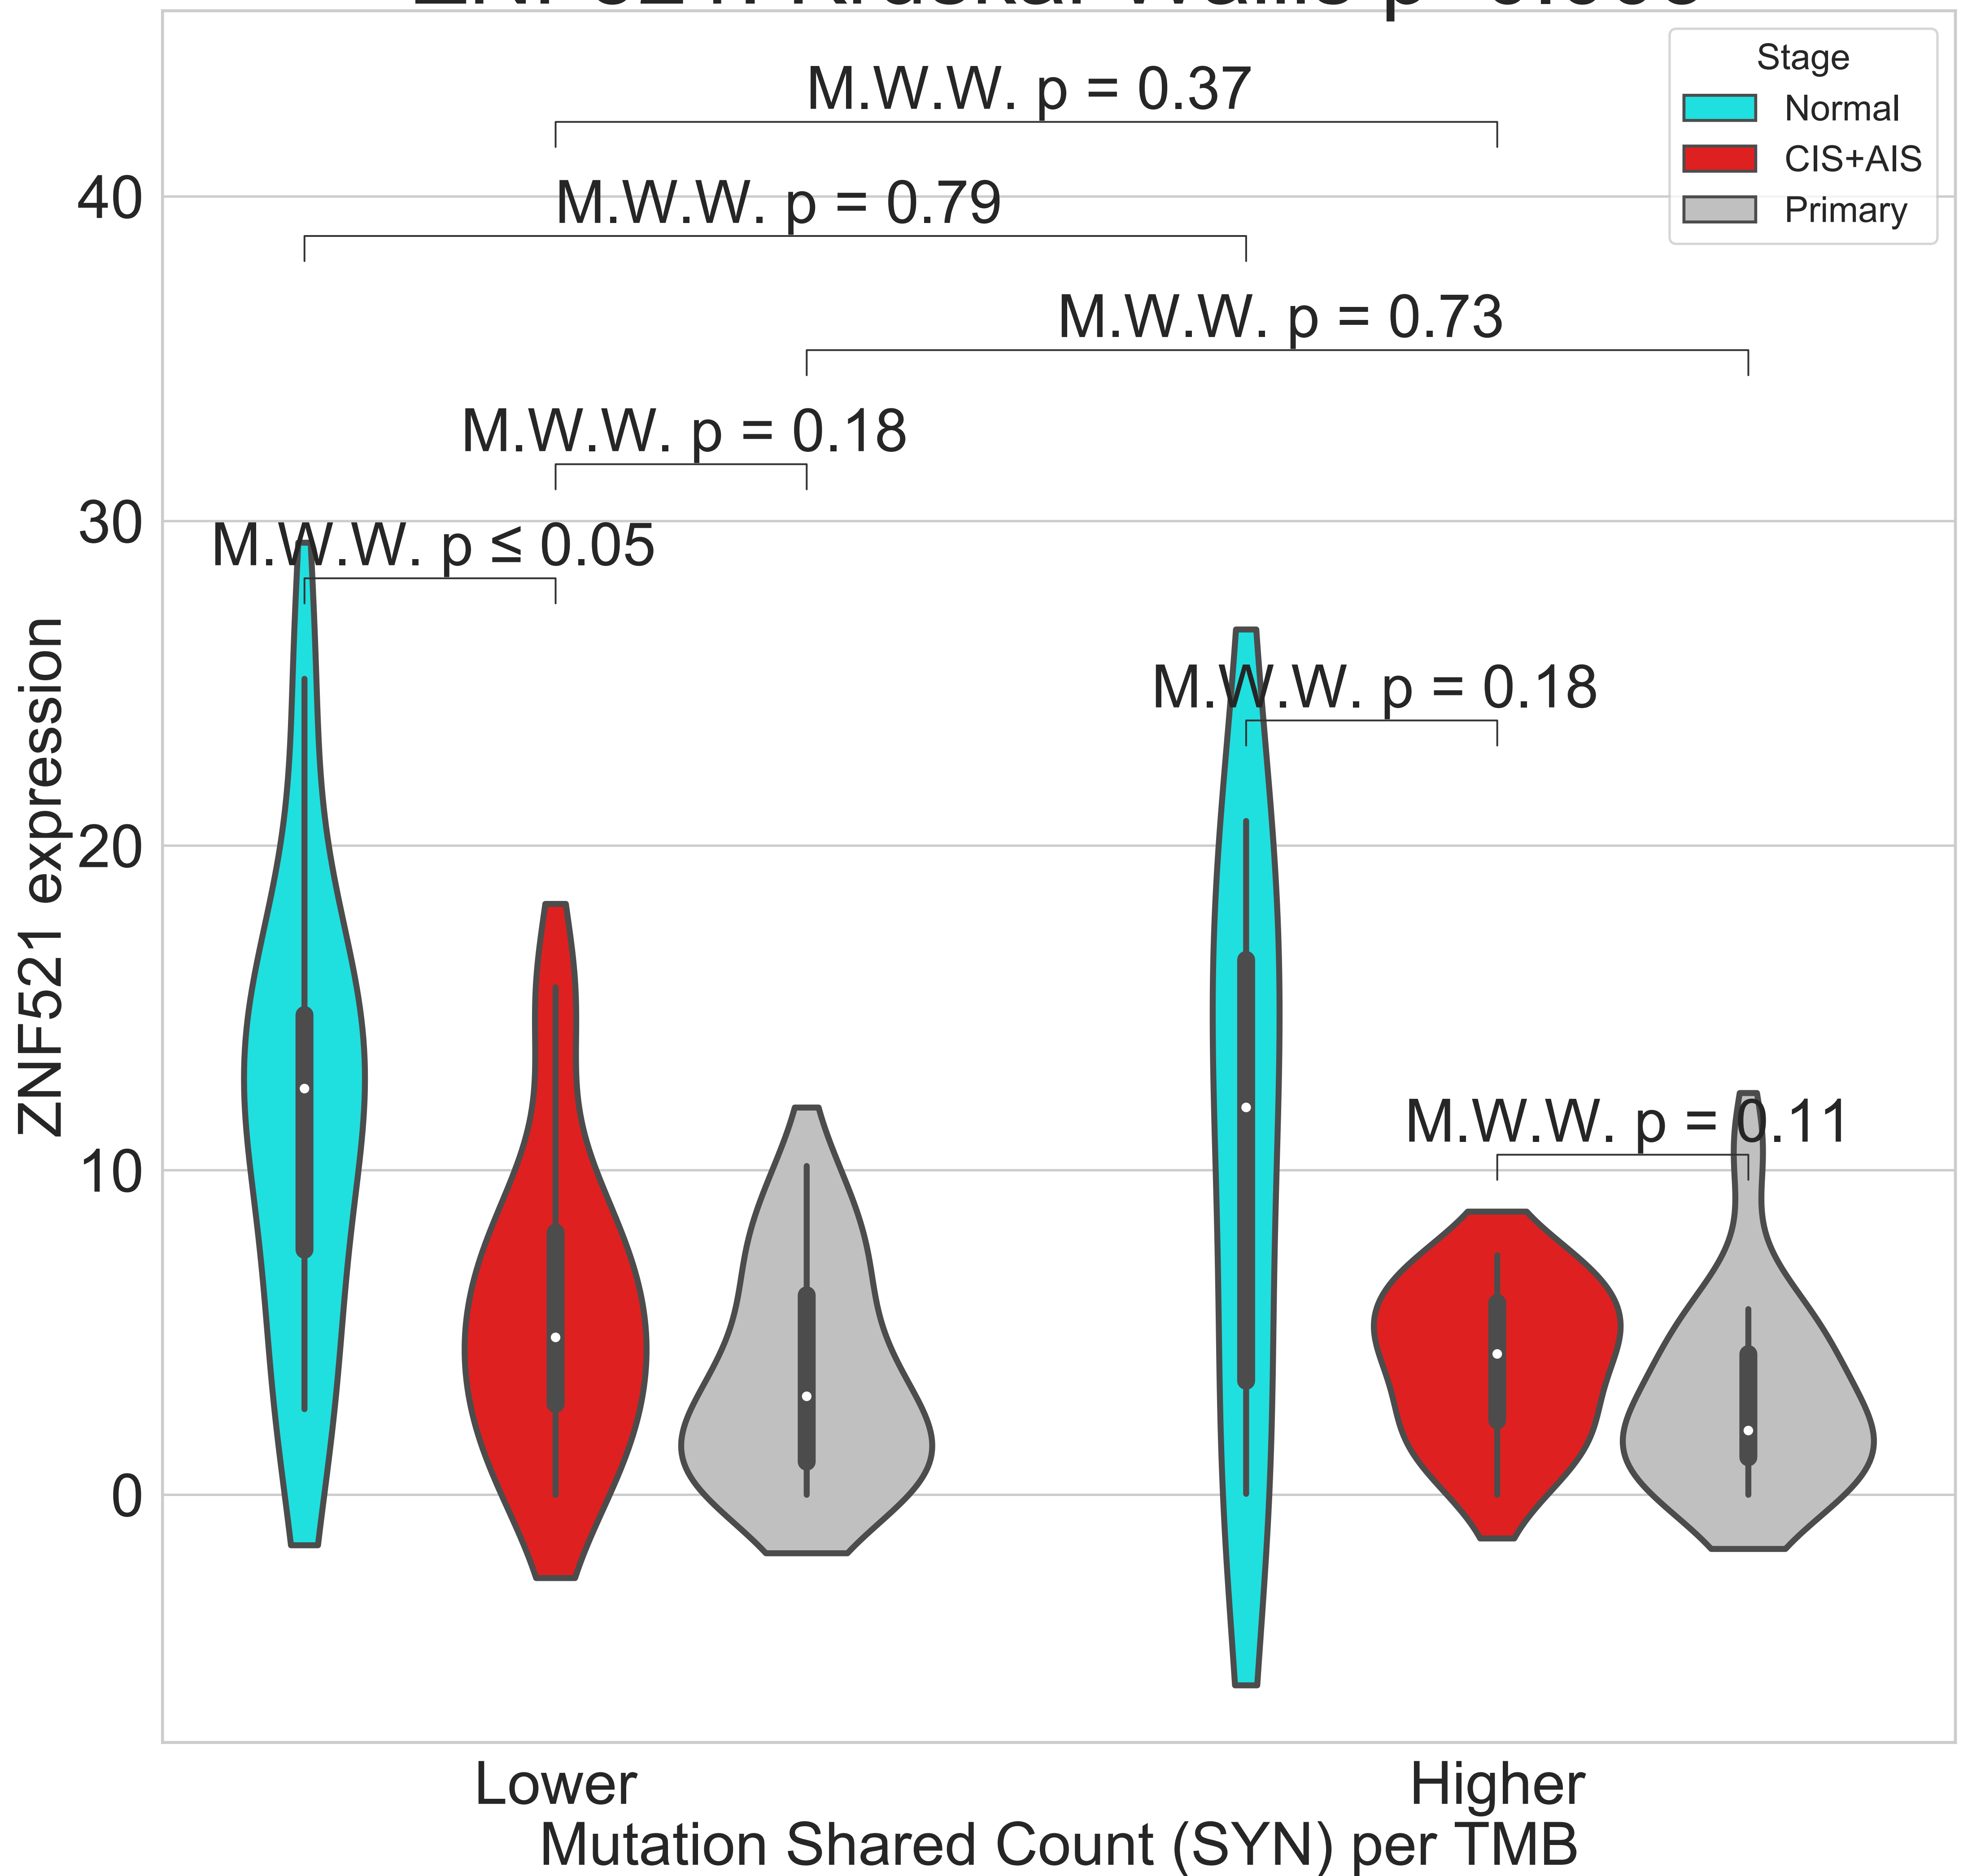 Stage
Normal
CIS+AIS
Primary
M.W.W. p = 0.37
M.W.W. p = 0.79
M.W.W. p = 0.73
M.W.W. p = 0.18
M.W.W. p ≤ 0.05
M.W.W. p = 0.18
M.W.W. p = 0.11
40
30
20
10
0
ZNF521 expression
Lower
Higher
Mutation Shared Count (SYN) per TMB